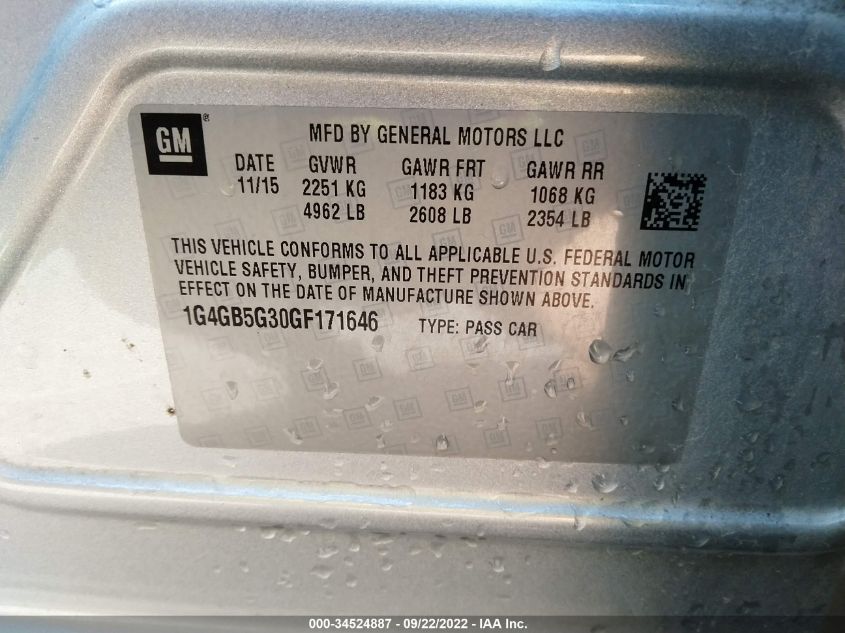 GM ®
MFD BY GENERAL MOTORS LLC
DATE GVWR GAWR FRT GAWR RR
11/15 2251 KG 1183 KG 1068 KG
4962 LB 2608 LB 2354 LB
THIS VEHICLE CONFORMS TO ALL APPLICABLE U.S. FEDERAL MOTOR
VEHICLE SAFETY, BUMPER, AND THEFT PREVENTION STANDARDS IN
EFFECT ON THE DATE OF MANUFACTURE SHOWN ABOVE.
1G4GB5G30GF171646 TYPE: PASS CAR
000-34524887 - 09/22/2022 - IAA Inc.